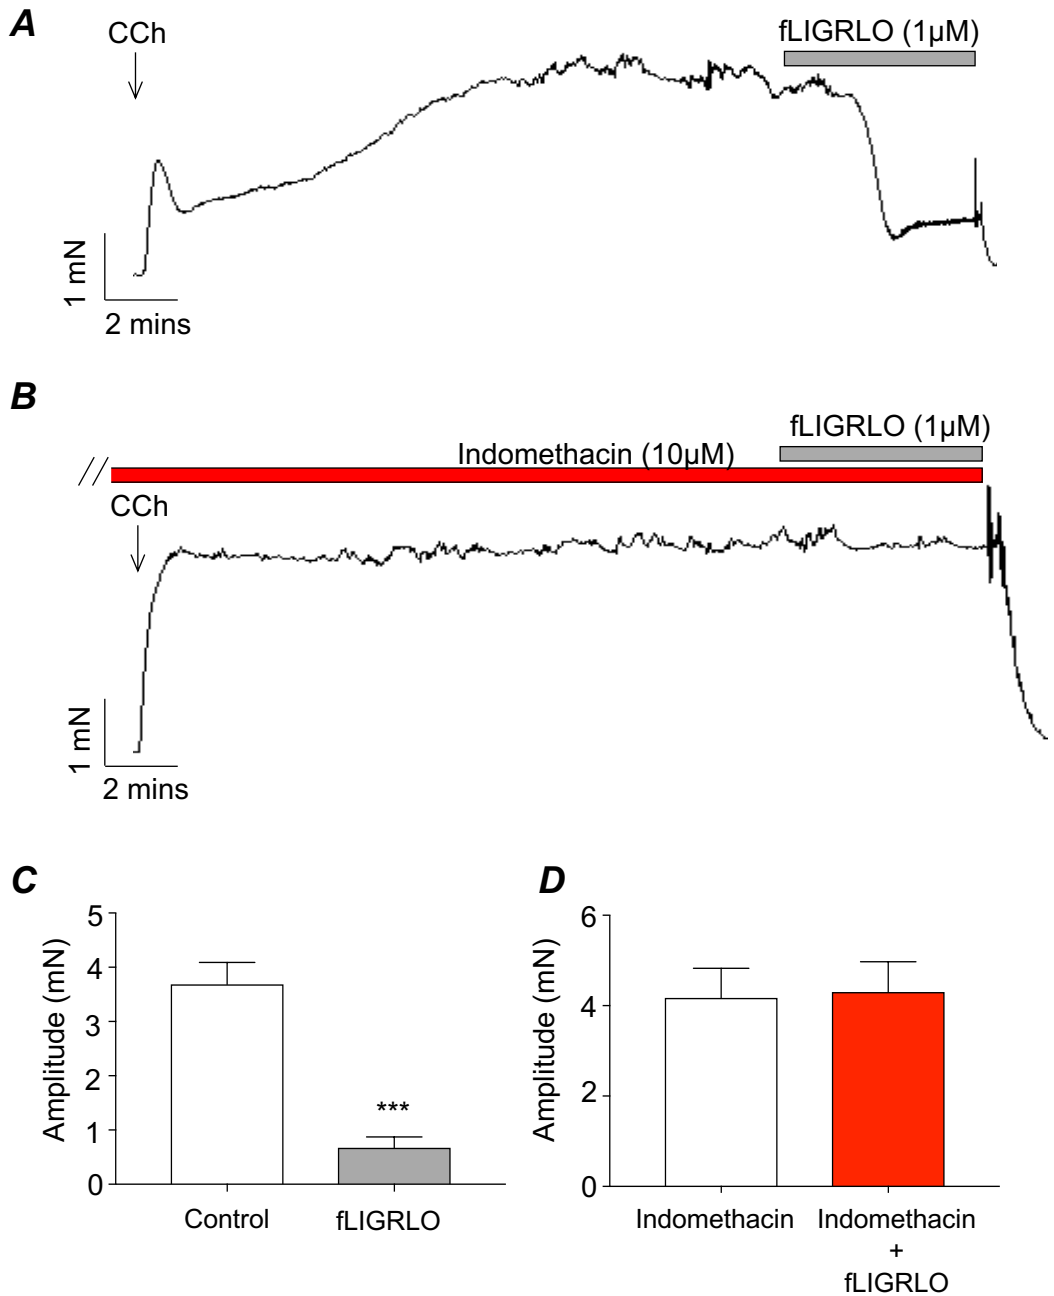 A
CCh
fLIGRLO (1µM)
1 mN
2 mins
B
fLIGRLO (1µM)
Indomethacin (10µM)
CCh
1 mN
2 mins
C
D
Amplitude (mN)
5
4
3
2
1
0
***
Control
fLIGRLO
Amplitude (mN)
6
4
2
0
Indomethacin
Indomethacin
+
fLIGRLO